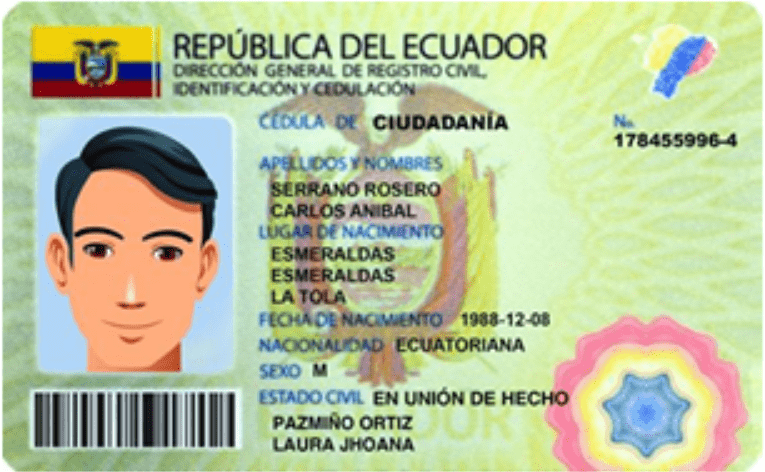 REPÚBLICA DEL ECUADOR
DIRECCIÓN GENERAL DE REGISTRO CIVIL,
IDENTIFICACIÓN Y CEDULACIÓN
CÉDULA DE CIUDADANÍA
No.
178455996-4
APELLIDOS Y NOMBRES
SERRANO ROSERO
CARLOS ANIBAL
LUGAR DE NACIMIENTO
ESMERALDAS
ESMERALDAS
LA TOLA
FECHA DE NACIMIENTO 1988-12-08
NACIONALIDAD ECUATORIANA
SEXO M
ESTADO CIVIL EN UNIÓN DE HECHO
PAZMIÑO ORTIZ
LAURA JHOANA